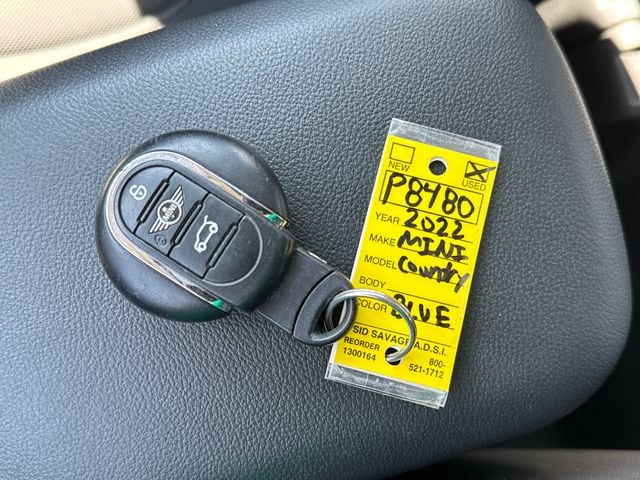 NEW
USED
P8480
YEAR 2022
MAKE MINI
MODEL Country
BODY
COLOR BLUE
SID SAVAGE A.D.S.I.
REORDER 800-
1300164 521-1712
MINI